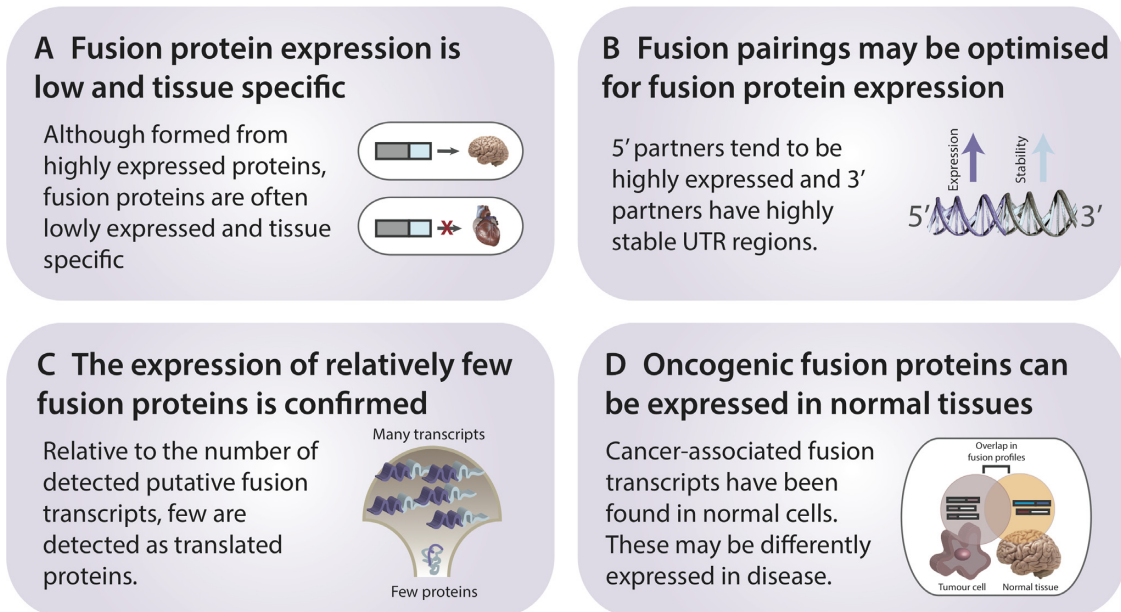 A Fusion protein expression is
low and tissue specific
Although formed from
highly expressed proteins,
fusion proteins are often
lowly expressed and tissue
specific
B Fusion pairings may be optimised
for fusion protein expression
5′ partners tend to be
highly expressed and 3′
partners have highly
stable UTR regions.
Expression
Stability
5′
3′
C The expression of relatively few
fusion proteins is confirmed
Relative to the number of
detected putative fusion
transcripts, few are
detected as translated
proteins.
Many transcripts
Few proteins
D Oncogenic fusion proteins can
be expressed in normal tissues
Cancer-associated fusion
transcripts have been
found in normal cells.
These may be differently
expressed in disease.
Overlap in
fusion profiles
Tumour cell
Normal tissue